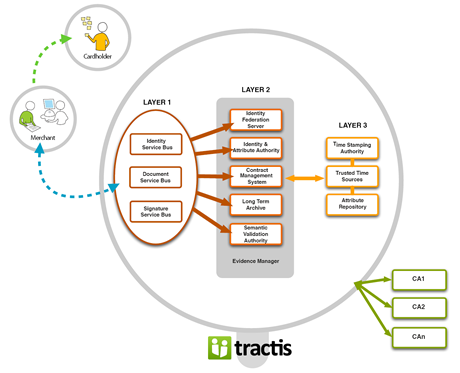 Cardholder
Merchant
LAYER 1
Identity
Service Bus
Document
Service Bus
Signature
Service Bus
LAYER 2
Identity
Federation
Server
Identity &
Attribute Authority
Contract
Management
System
Long Term
Archive
Semantic
Validation
Authority
Evidence Manager
LAYER 3
Time Stamping
Authority
Trusted Time
Sources
Attribute
Repository
CA1
CA2
CAn
tractis